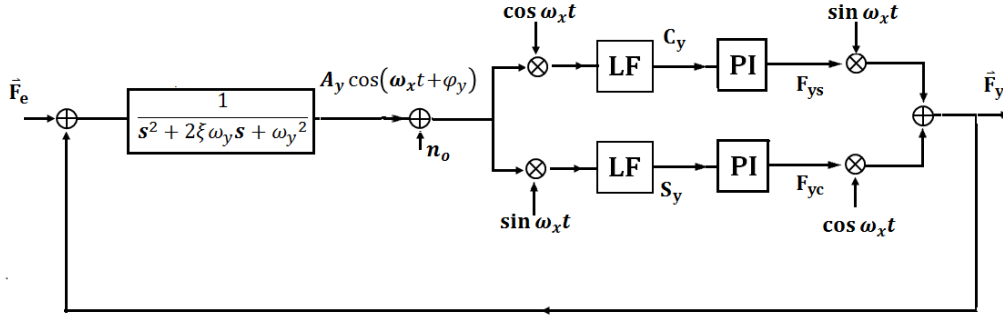 cos ω_x t
sin ω_x t
C_y
LF
PI
F_ys
F⃗_e
1
s² + 2ξω_y s + ω_y²
A_y cos(ω_x t+φ_y)
n_o
F⃗_y
LF
PI
S_y
F_yc
sin ω_x t
cos ω_x t